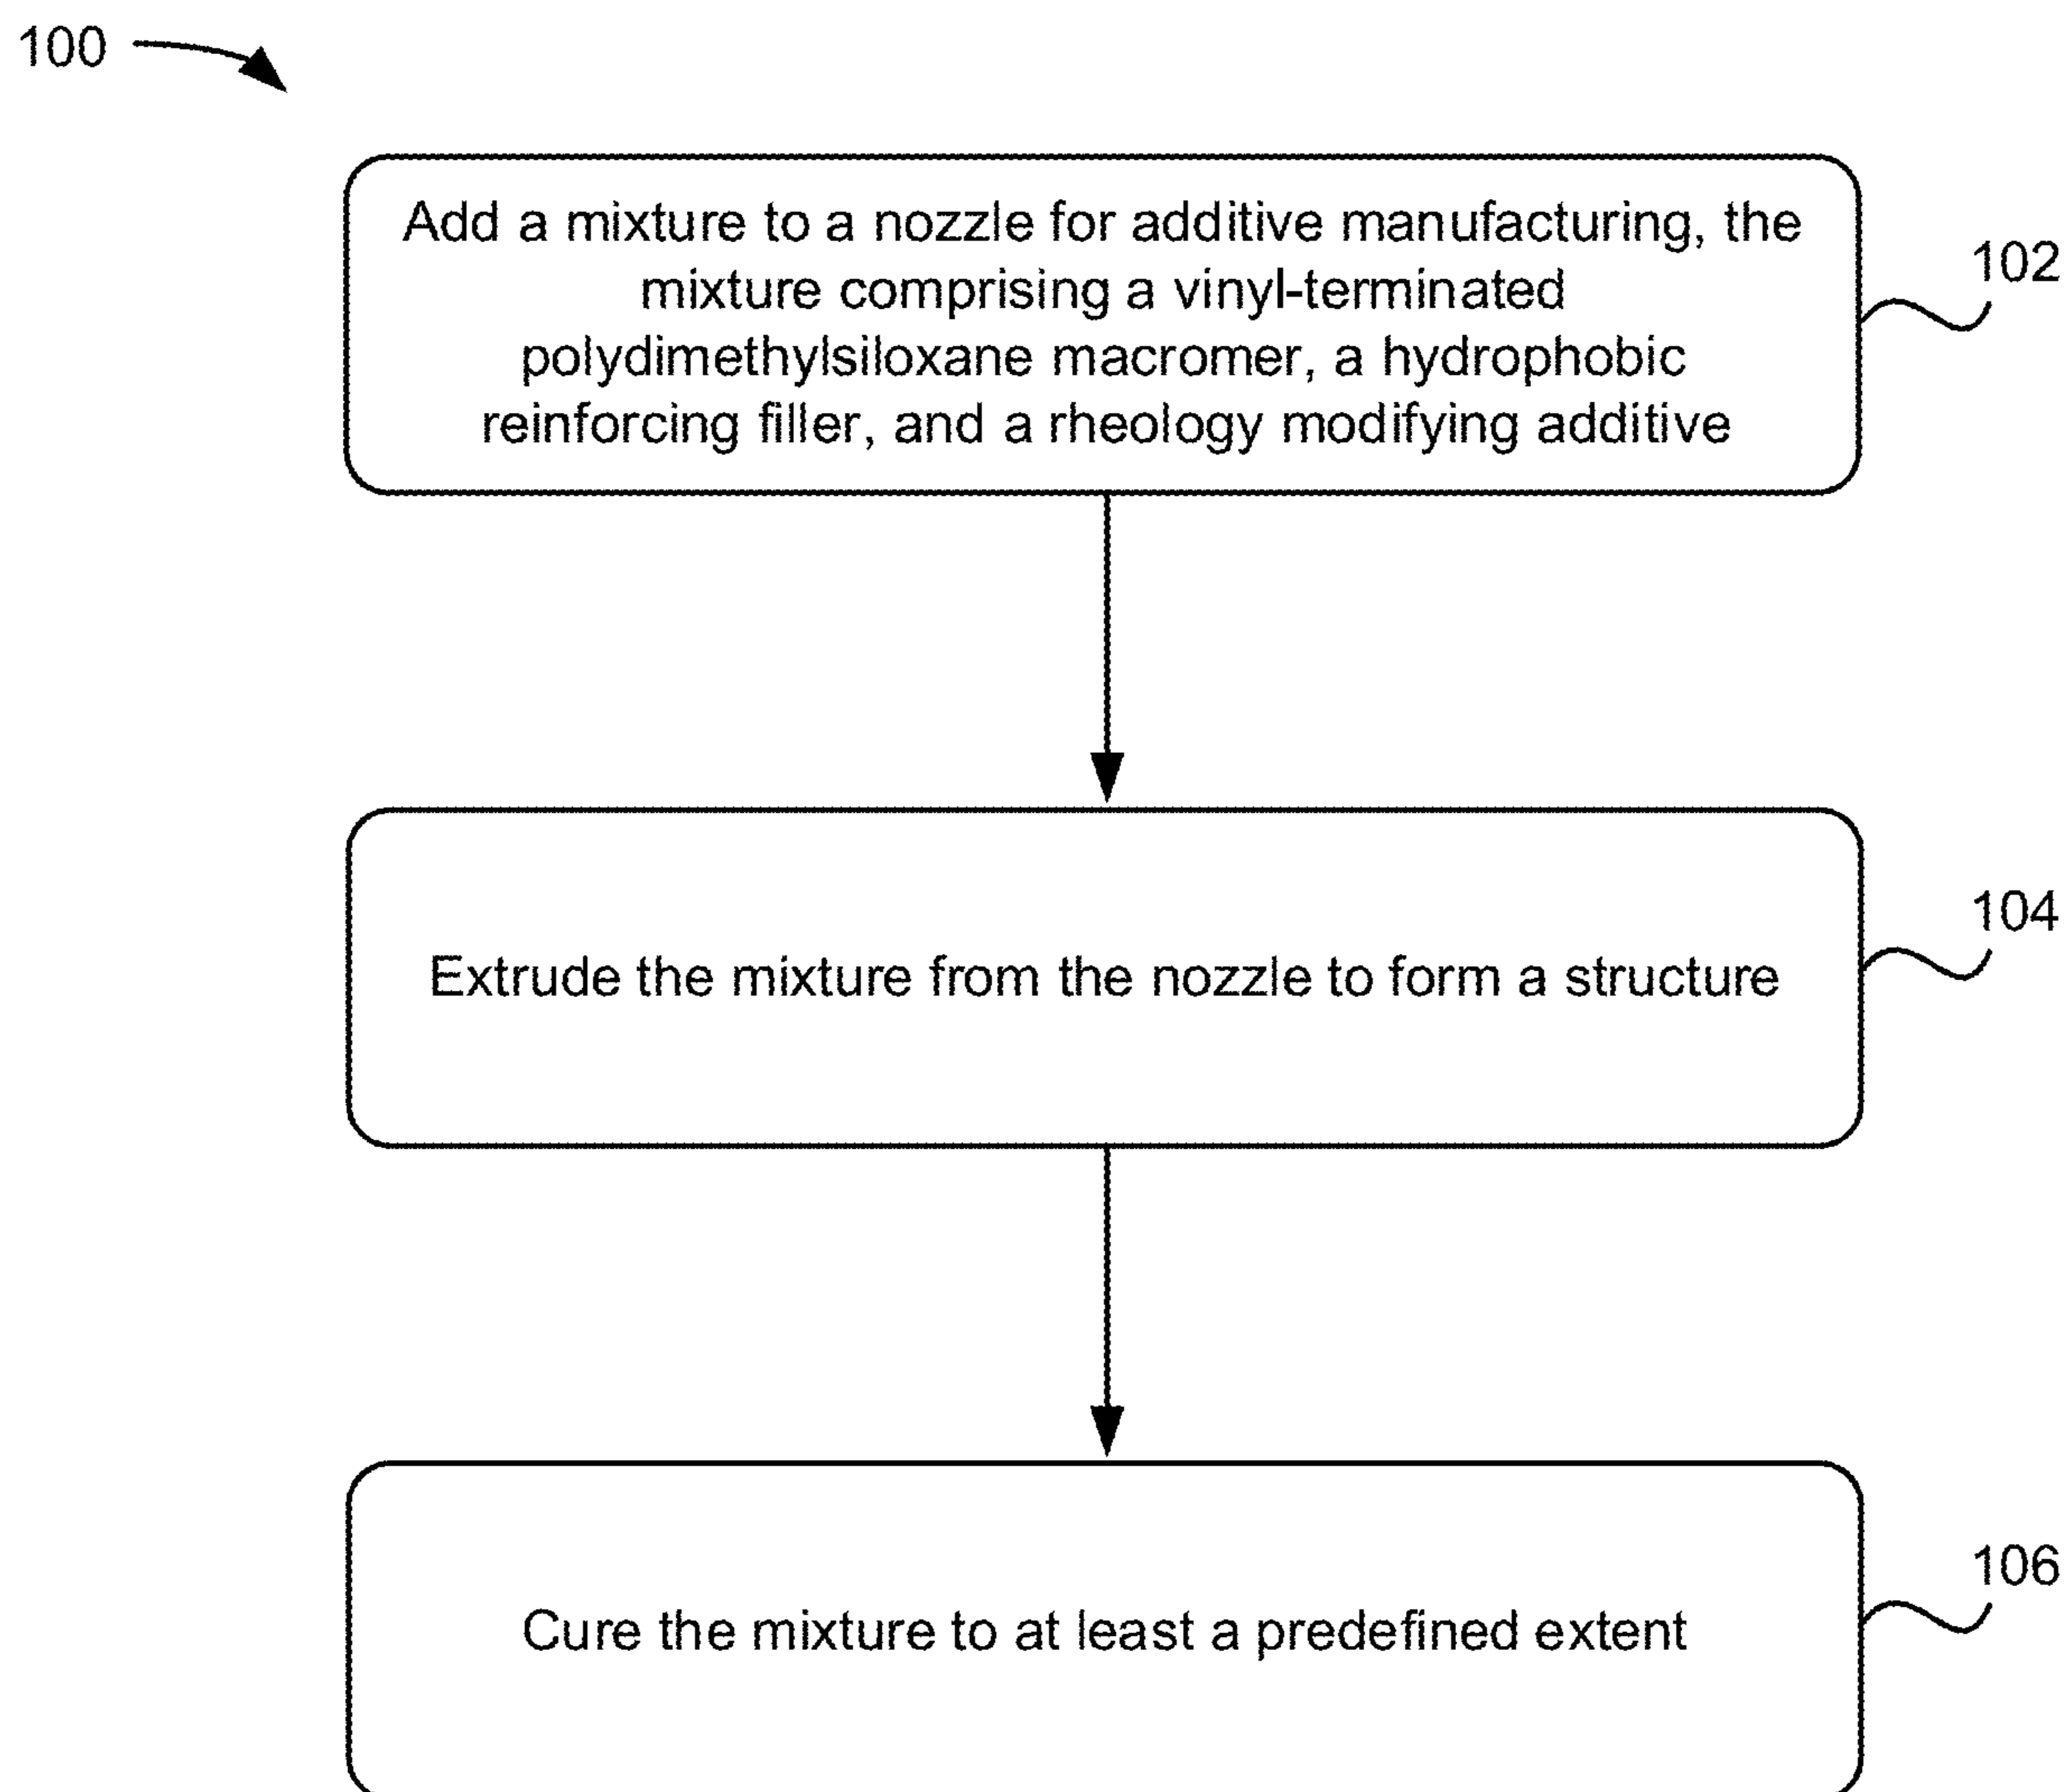 100
Add a mixture to a nozzle for additive manufacturing, the
mixture comprising a vinyl-terminated
polydimethylsiloxane macromer, a hydrophobic
reinforcing filler, and a rheology modifying additive
102
Extrude the mixture from the nozzle to form a structure
104
Cure the mixture to at least a predefined extent
106